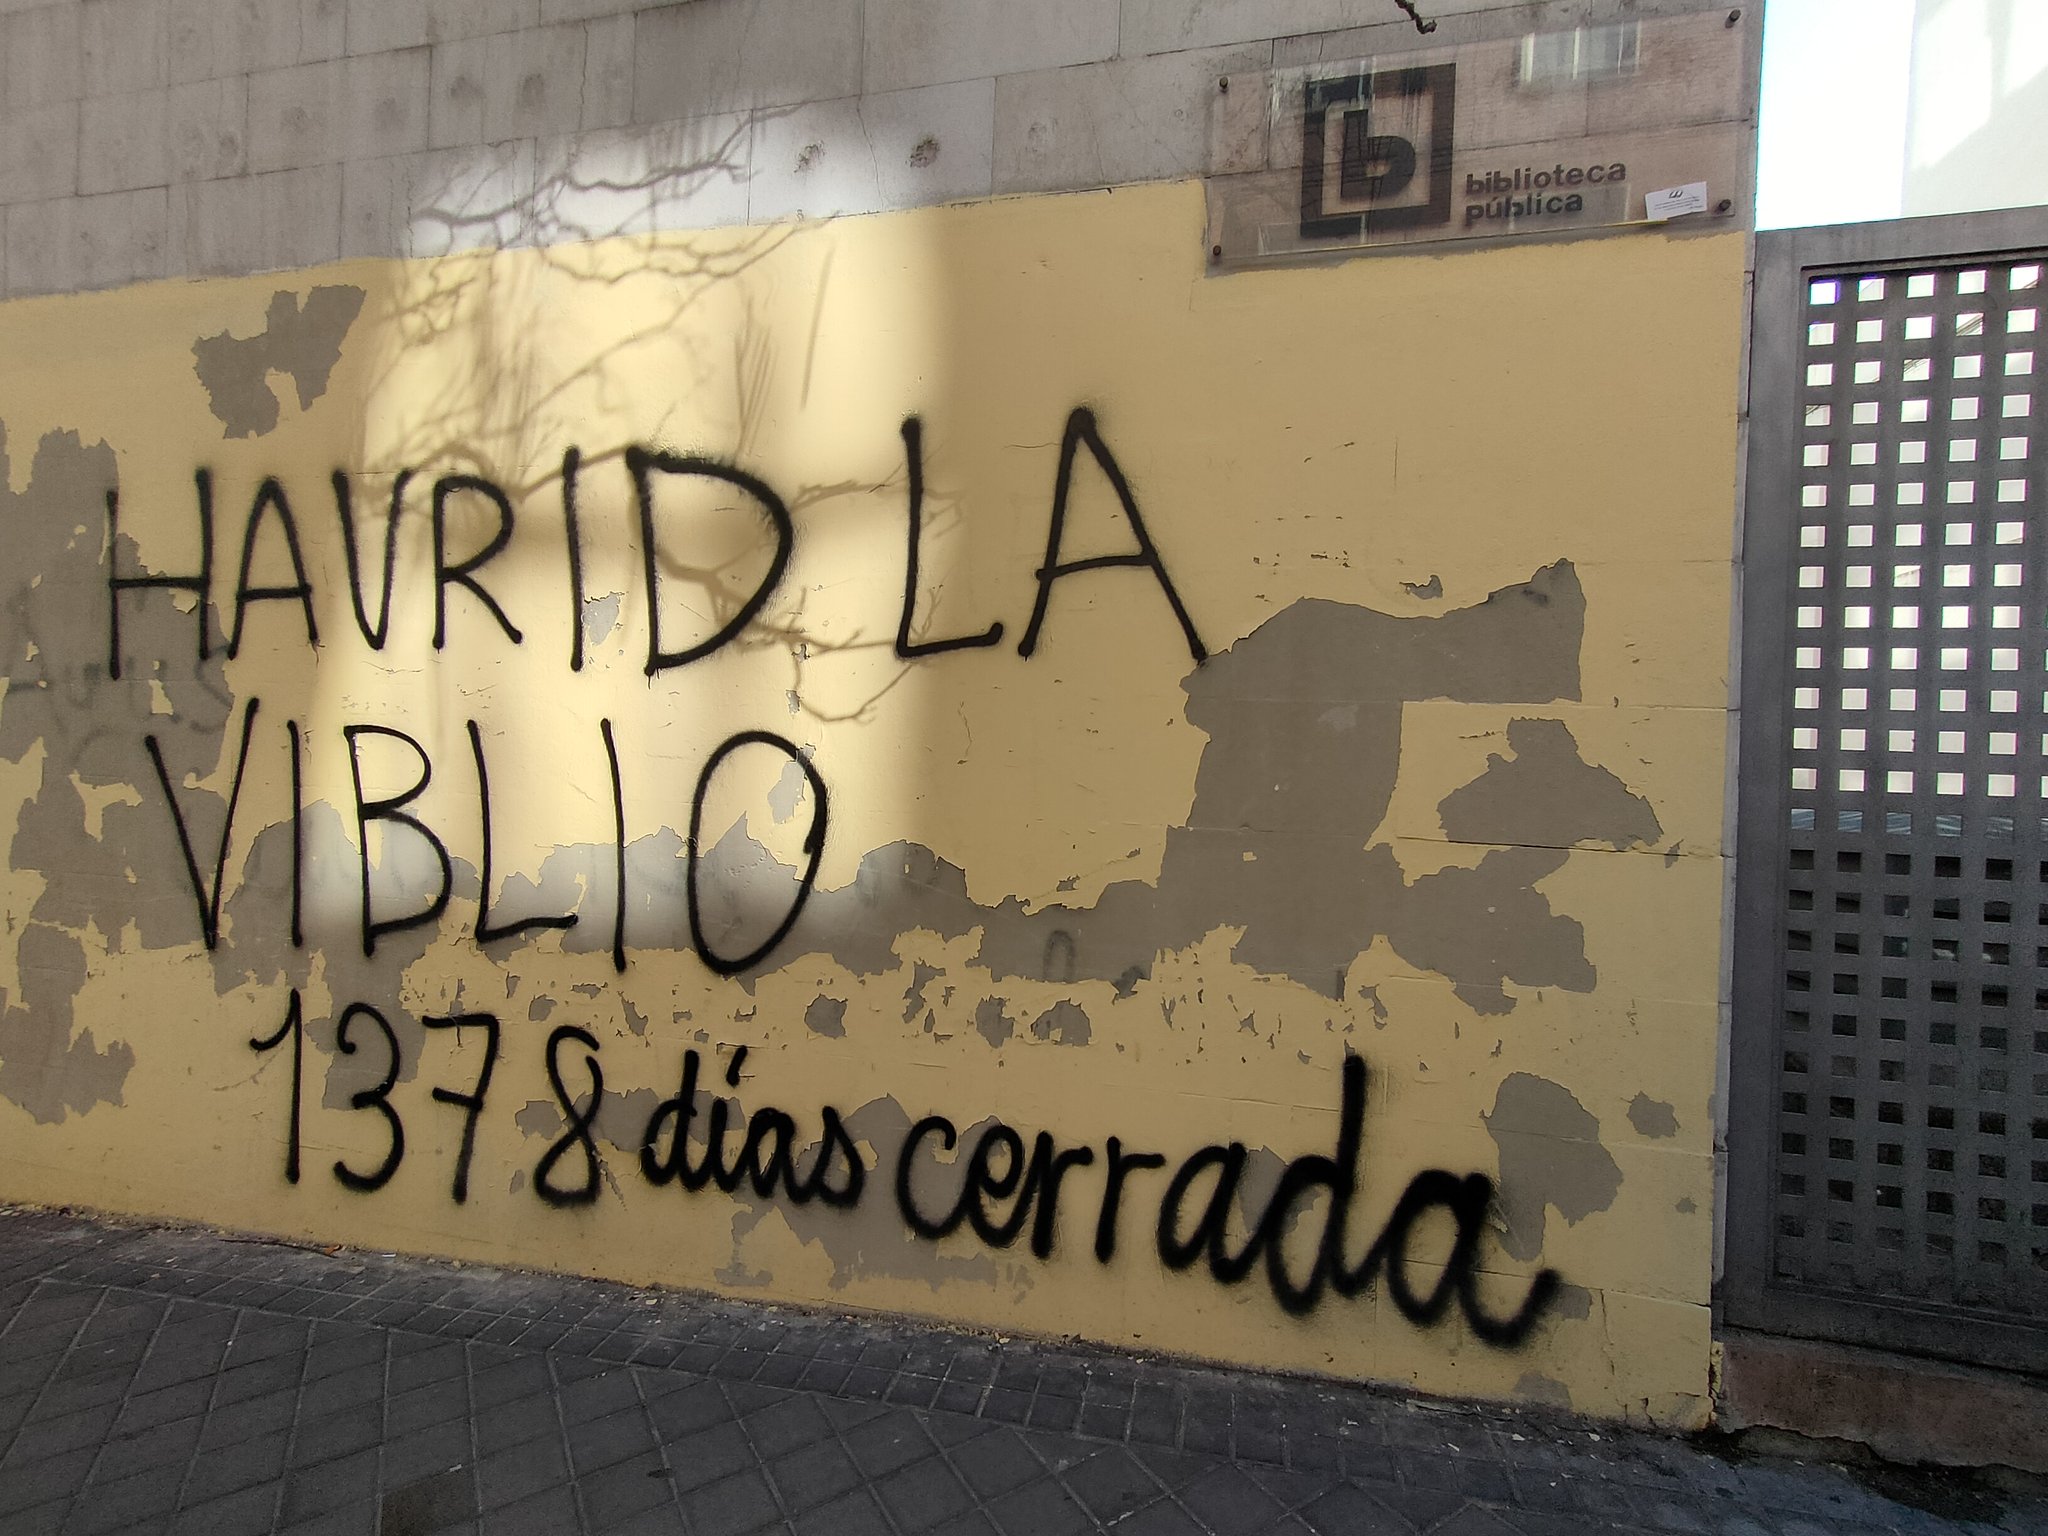 b
biblioteca
pública
HAVRID LA
VIBLIO
1378 días cerrada